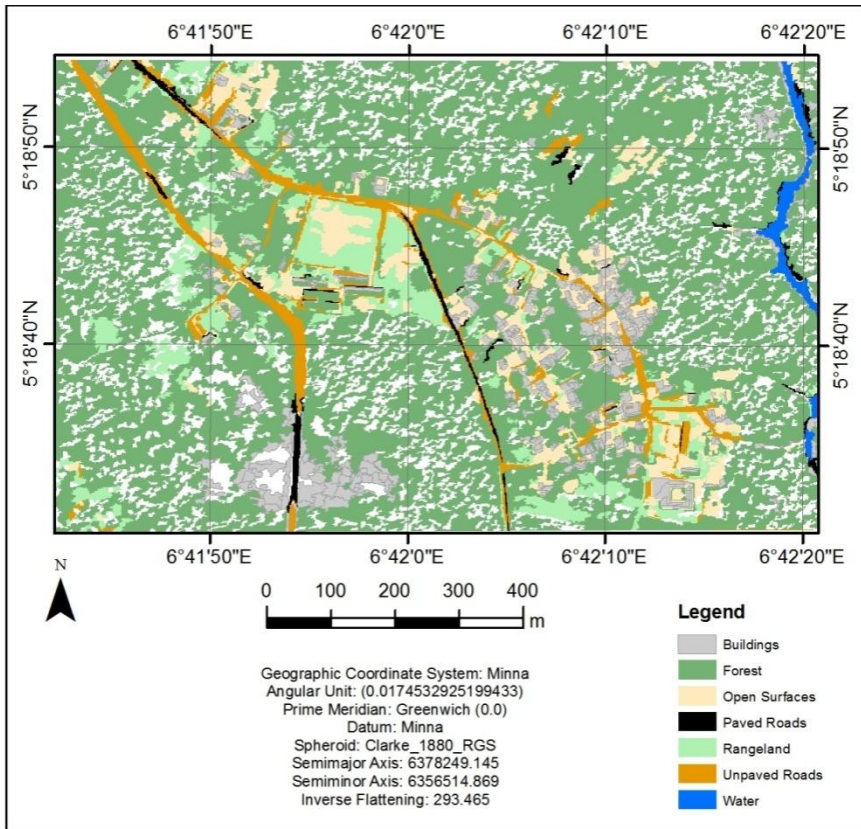 6°41'50"E 6°42'0"E 6°42'10"E 6°42'20"E
5°18'50"N 5°18'50"N
5°18'40"N 5°18'40"N
6°41'50"E 6°42'0"E 6°42'10"E 6°42'20"E
N
0 100 200 300 400
m
Legend
Buildings
Forest
Open Surfaces
Paved Roads
Rangeland
Unpaved Roads
Water
Geographic Coordinate System: Minna
Angular Unit: (0.0174532925199433)
Prime Meridian: Greenwich (0.0)
Datum: Minna
Spheroid: Clarke_1880_RGS
Semimajor Axis: 6378249.145
Semiminor Axis: 6356514.869
Inverse Flattening: 293.465